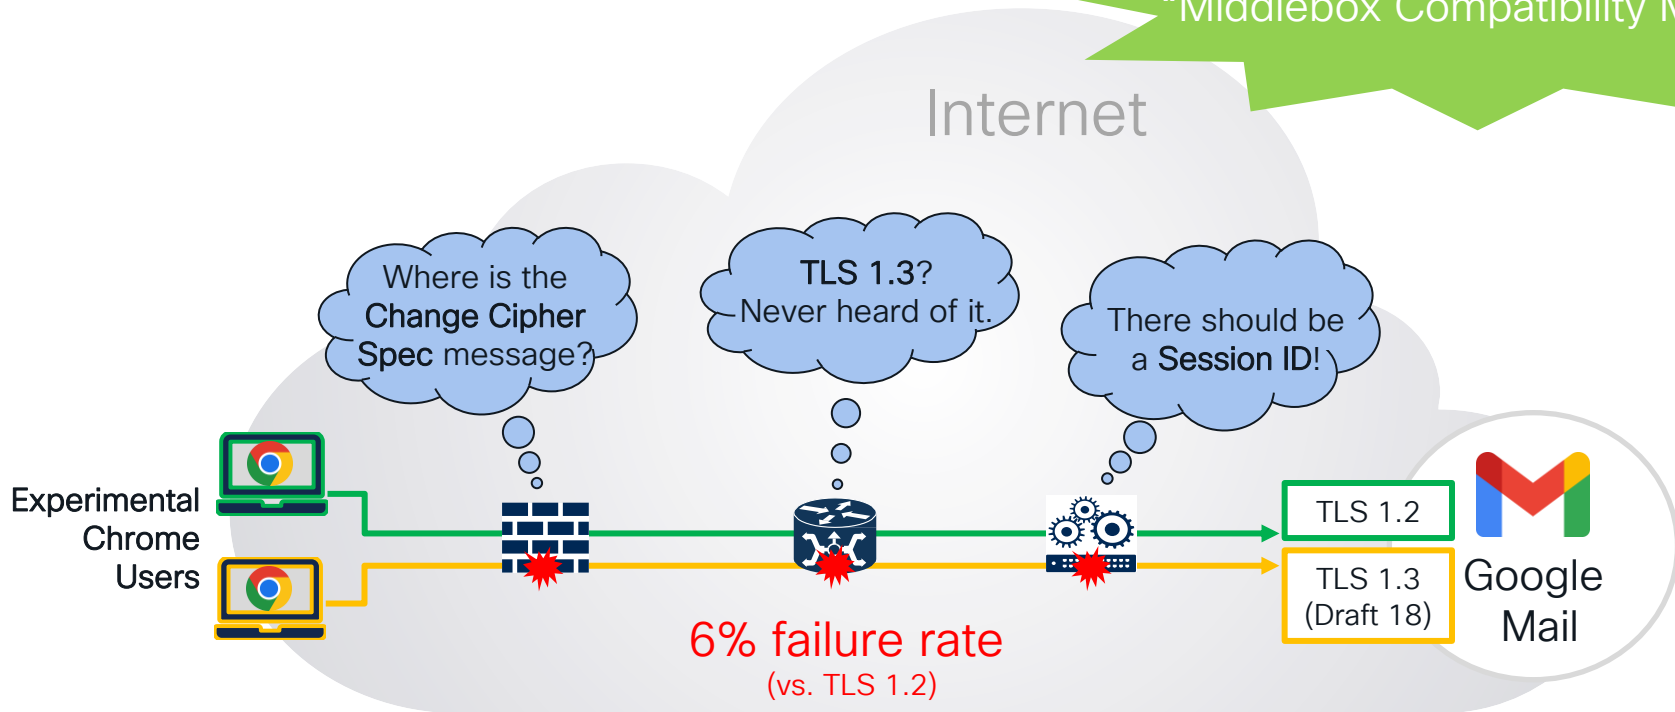 "Middlebox Compatibility
Internet
Where is the
Change Cipher
Spec message?
TLS 1.3?
Never heard of it.
There should be
a Session ID!
Experimental
Chrome
Users
TLS 1.2
TLS 1.3
(Draft 18)
Google
Mail
6% failure rate
(vs. TLS 1.2)